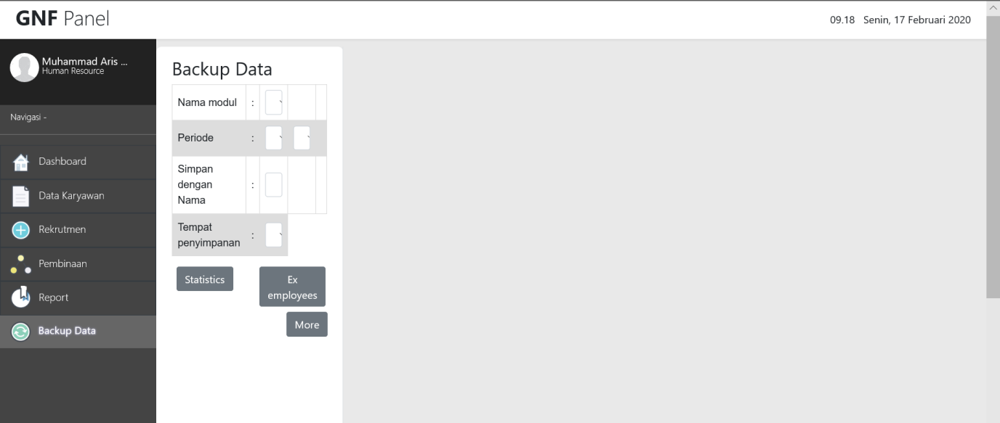 GNF Panel
09.18 Senin, 17 Februari 2020
Muhammad Aris ...
Human Resource
Navigasi -
Dashboard
Data Karyawan
Rekrutmen
Pembinaan
Report
Backup Data
Backup Data
Nama modul :
Periode :
Simpan
dengan :
Nama
Tempat
penyimpanan :
Statistics
Ex
employees
More